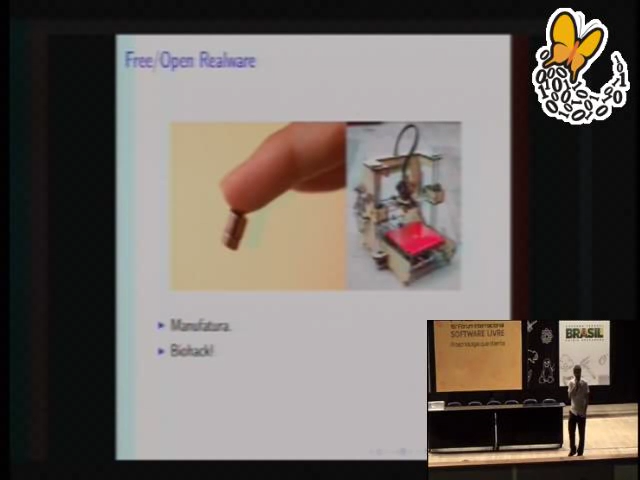 Free/Open Realware
Manufatura.
Biohack!
SOFTWARE LIVRE
BRASIL